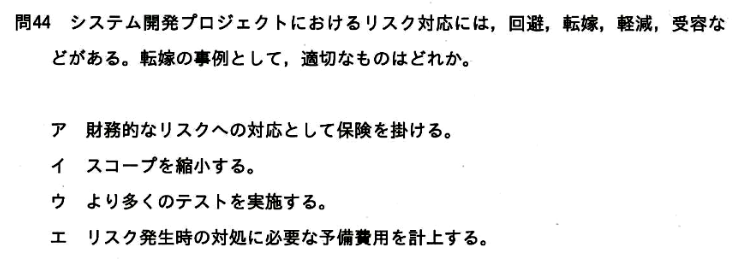 問44 システム開発プロジェクトにおけるリスク対応には，回避，転嫁，軽減，受容な
どがある。転嫁の事例として，適切なものはどれか。
ア 財務的なリスクへの対応として保険を掛ける。
イ スコープを縮小する。
ウ より多くのテストを実施する。
エ リスク発生時の対処に必要な予備費用を計上する。